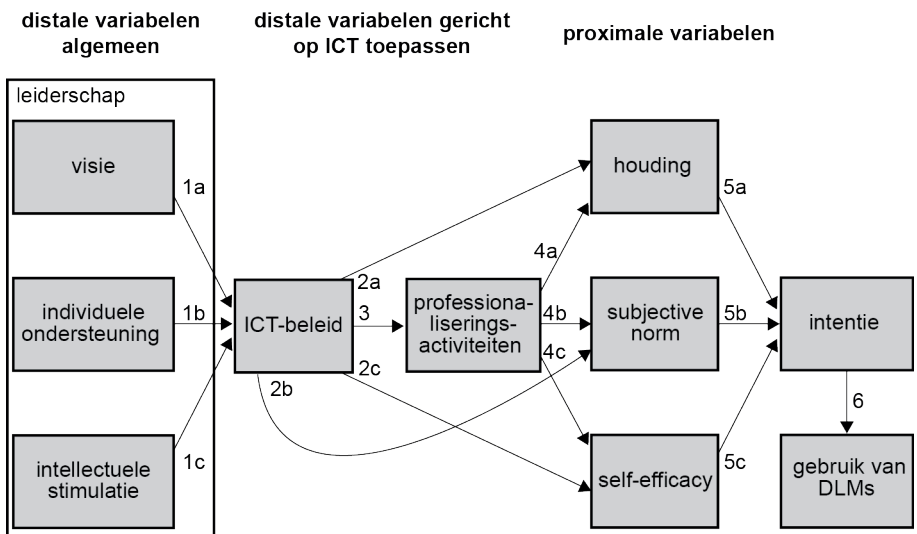 distale variabelen
algemeen
distale variabelen gericht
op ICT toepassen
proximale variabelen
leiderschap
visie
1a
individuele
ondersteuning
1b
intellectuele
stimulatie
1c
ICT-beleid
2a
3
2c
2b
professiona-
liserings-
activiteiten
4a
4b
4c
houding
5a
subjective
norm
5b
self-efficacy
5c
intentie
6
gebruik van
DLMs